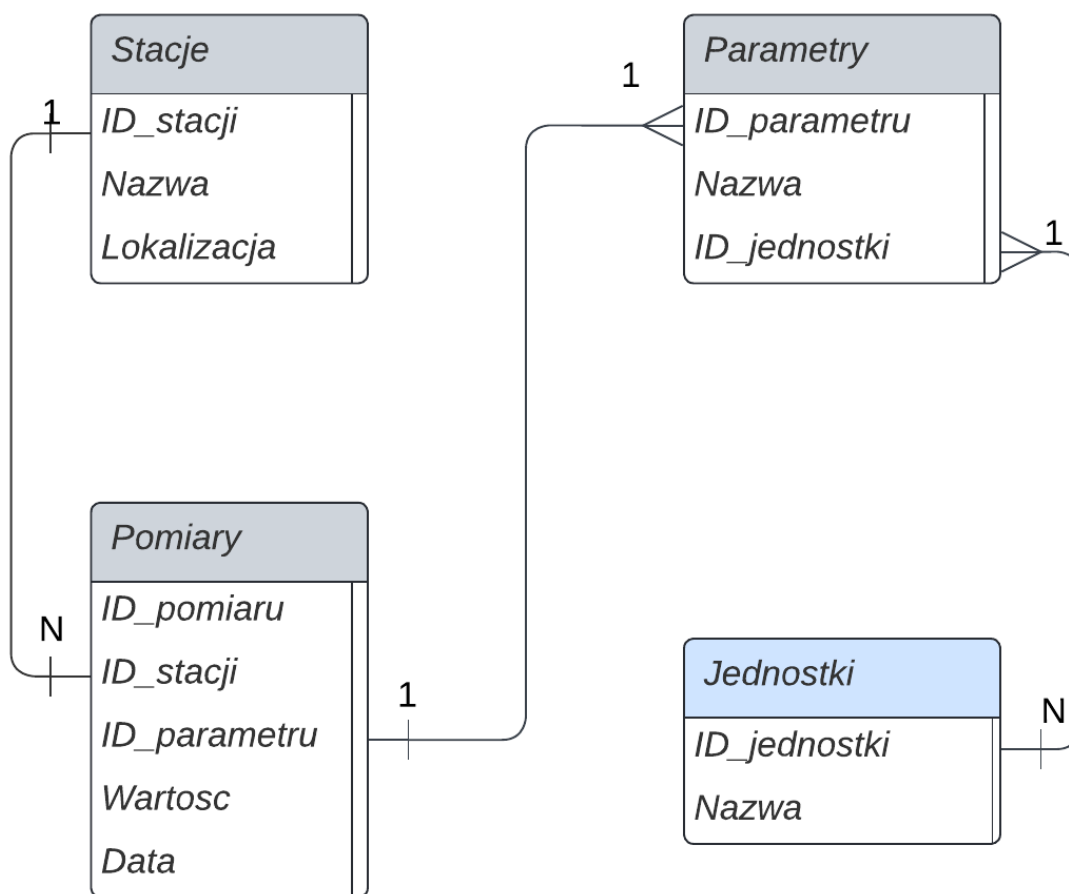 Stacje
1
ID_stacji
Nazwa
Lokalizacja
Parametry
1
ID_parametru
Nazwa
ID_jednostki
1
Pomiary
ID_pomiaru
N
ID_stacji
ID_parametru
1
Wartosc
Data
Jednostki
N
ID_jednostki
Nazwa